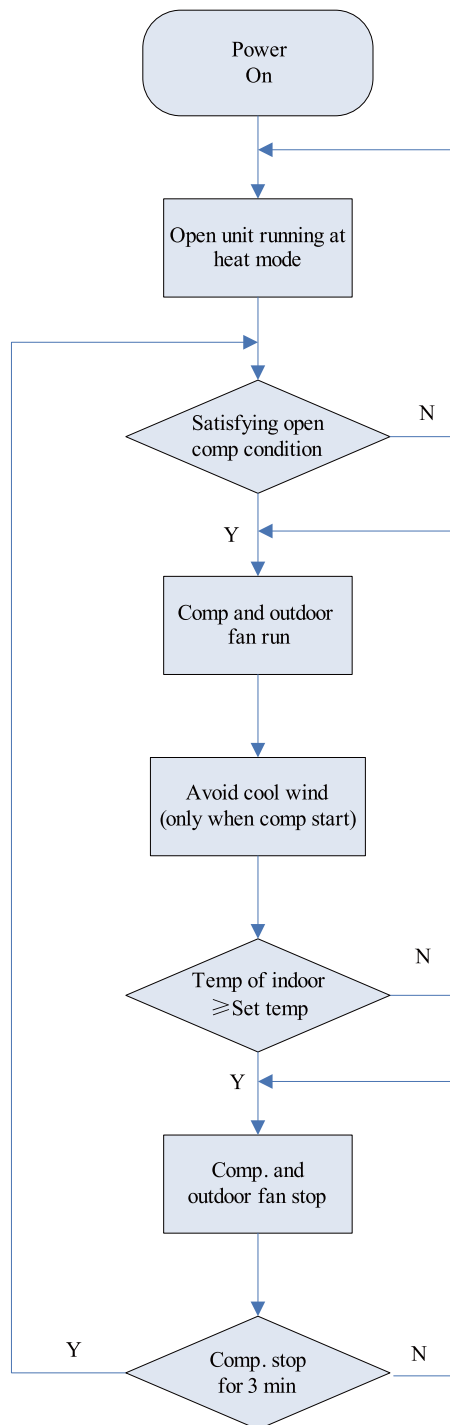 Power
On
Open unit running at
heat mode
Satisfying open
comp condition
N
Y
Comp and outdoor
fan run
Avoid cool wind
(only when comp start)
Temp of indoor
≥Set temp
N
Y
Comp. and
outdoor fan stop
Y
Comp. stop
for 3 min
N